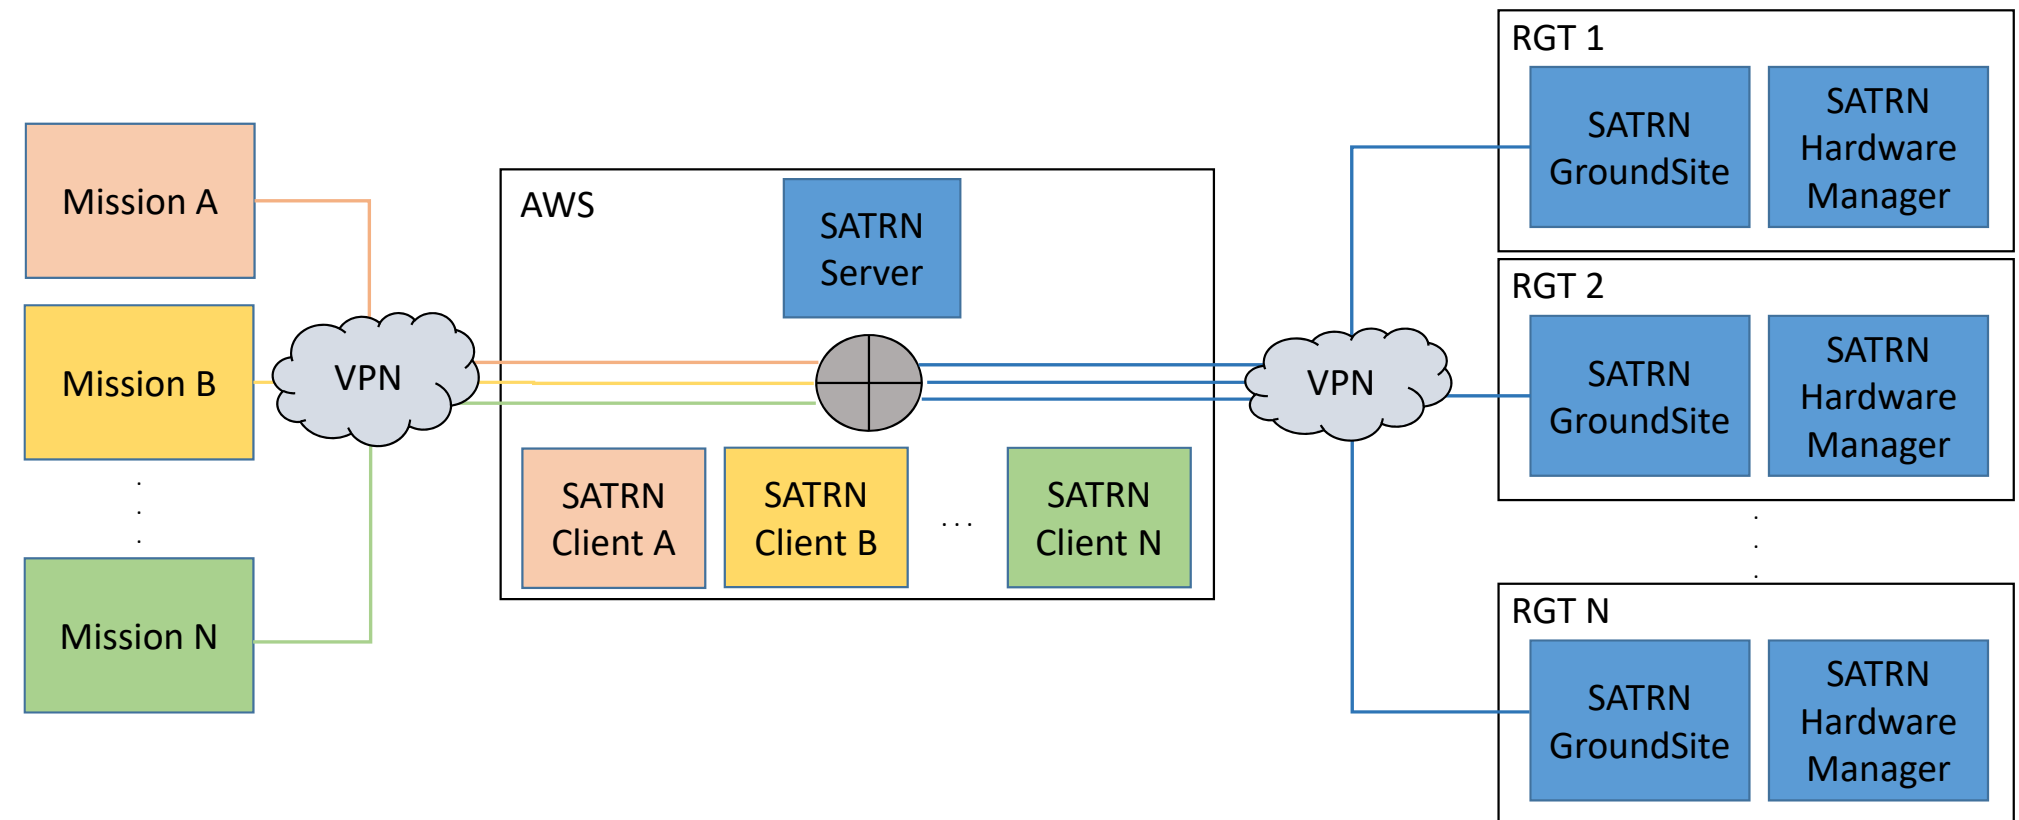 Mission A
Mission B
.
.
.
Mission N
VPN
AWS
SATRN
Server
SATRN
Client A
SATRN
Client B
. . .
SATRN
Client N
VPN
RGT 1
SATRN
GroundSite
SATRN
Hardware
Manager
RGT 2
SATRN
GroundSite
SATRN
Hardware
Manager
.
.
.
RGT N
SATRN
GroundSite
SATRN
Hardware
Manager